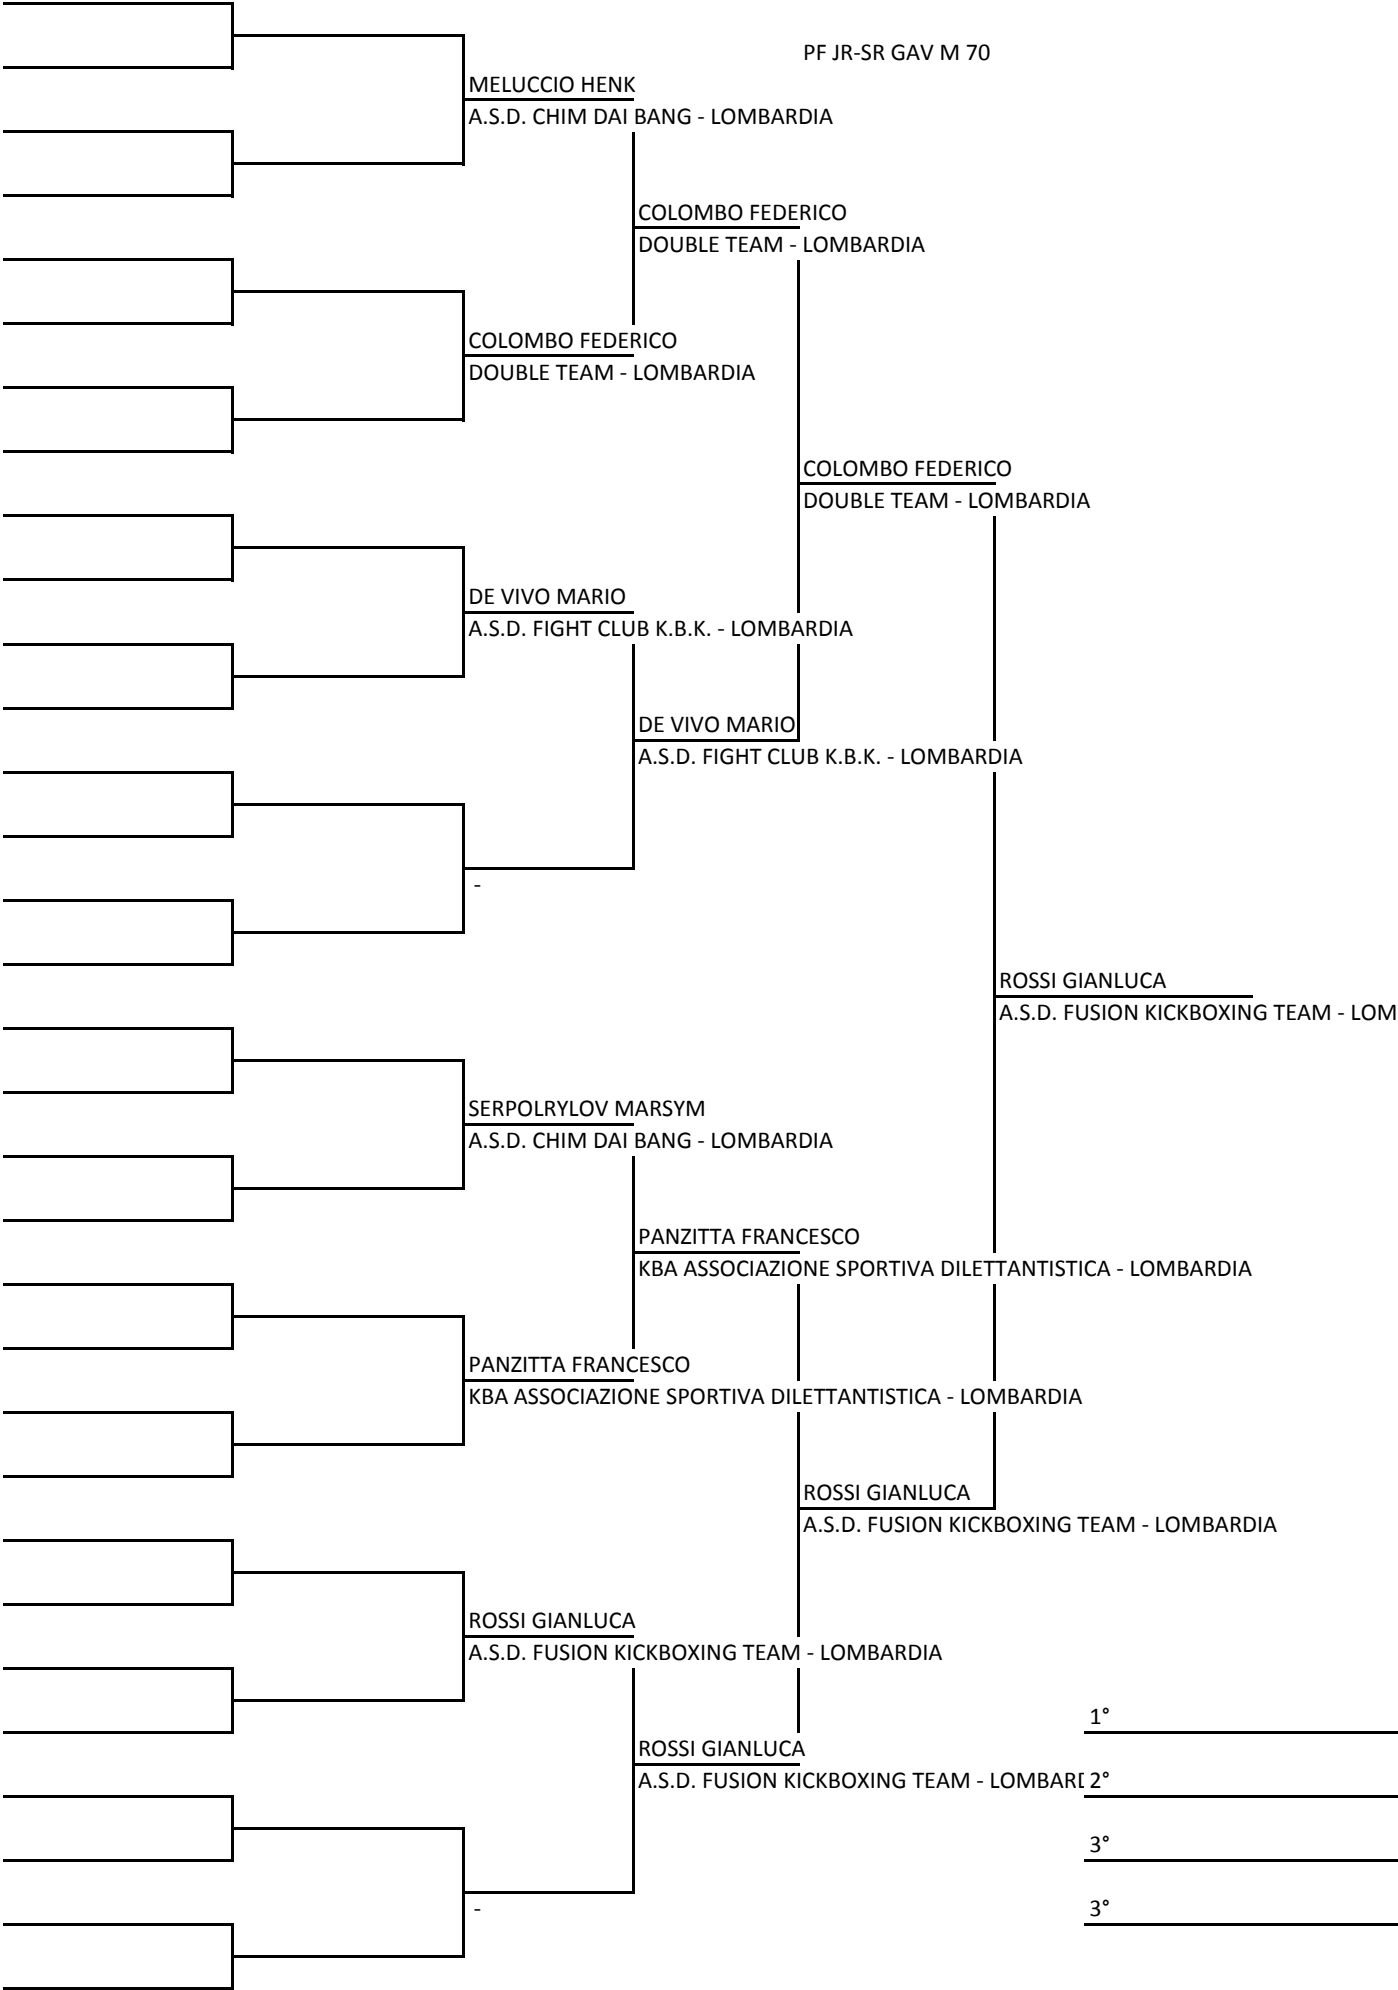 PF JR-SR GAV M 70
MELUCCIO HENK
A.S.D. CHIM DAI BANG - LOMBARDIA
COLOMBO FEDERICO
DOUBLE TEAM - LOMBARDIA
COLOMBO FEDERICO
DOUBLE TEAM - LOMBARDIA
COLOMBO FEDERICO
DOUBLE TEAM - LOMBARDIA
DE VIVO MARIO
A.S.D. FIGHT CLUB K.B.K. - LOMBARDIA
DE VIVO MARIO
A.S.D. FIGHT CLUB K.B.K. - LOMBARDIA
-
ROSSI GIANLUCA
A.S.D. FUSION KICKBOXING TEAM - LOM
SERPOLRYLOV MARSYM
A.S.D. CHIM DAI BANG - LOMBARDIA
PANZITTA FRANCESCO
KBA ASSOCIAZIONE SPORTIVA DILETTANTISTICA - LOMBARDIA
PANZITTA FRANCESCO
KBA ASSOCIAZIONE SPORTIVA DILETTANTISTICA - LOMBARDIA
ROSSI GIANLUCA
A.S.D. FUSION KICKBOXING TEAM - LOMBARDIA
ROSSI GIANLUCA
A.S.D. FUSION KICKBOXING TEAM - LOMBARDIA
1°
ROSSI GIANLUCA
A.S.D. FUSION KICKBOXING TEAM - LOMBARD
2°
3°
-
3°